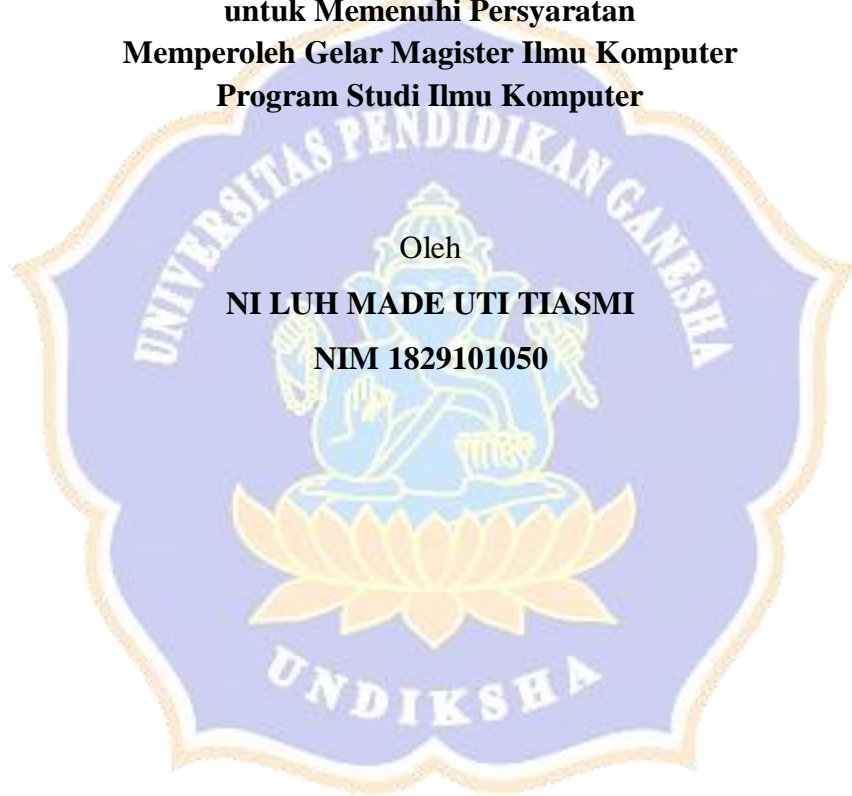 untuk Memenuhi Persyaratan
Memperoleh Gelar Magister Ilmu Komputer
Program Studi Ilmu Komputer
UNIVERSITAS PENDIDIKAN GANESHA
Oleh
NI LUH MADE UTI TIASMI
NIM 1829101050
UNDIKSHA